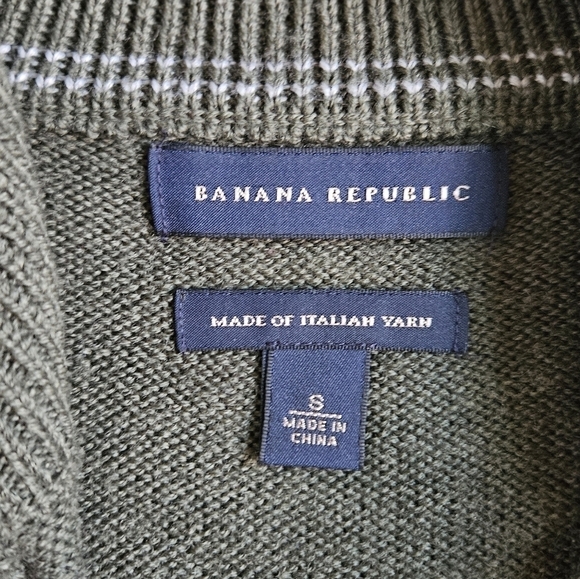 BANANA REPUBLIC
MADE OF ITALIAN YARN
S
MADE IN
CHINA